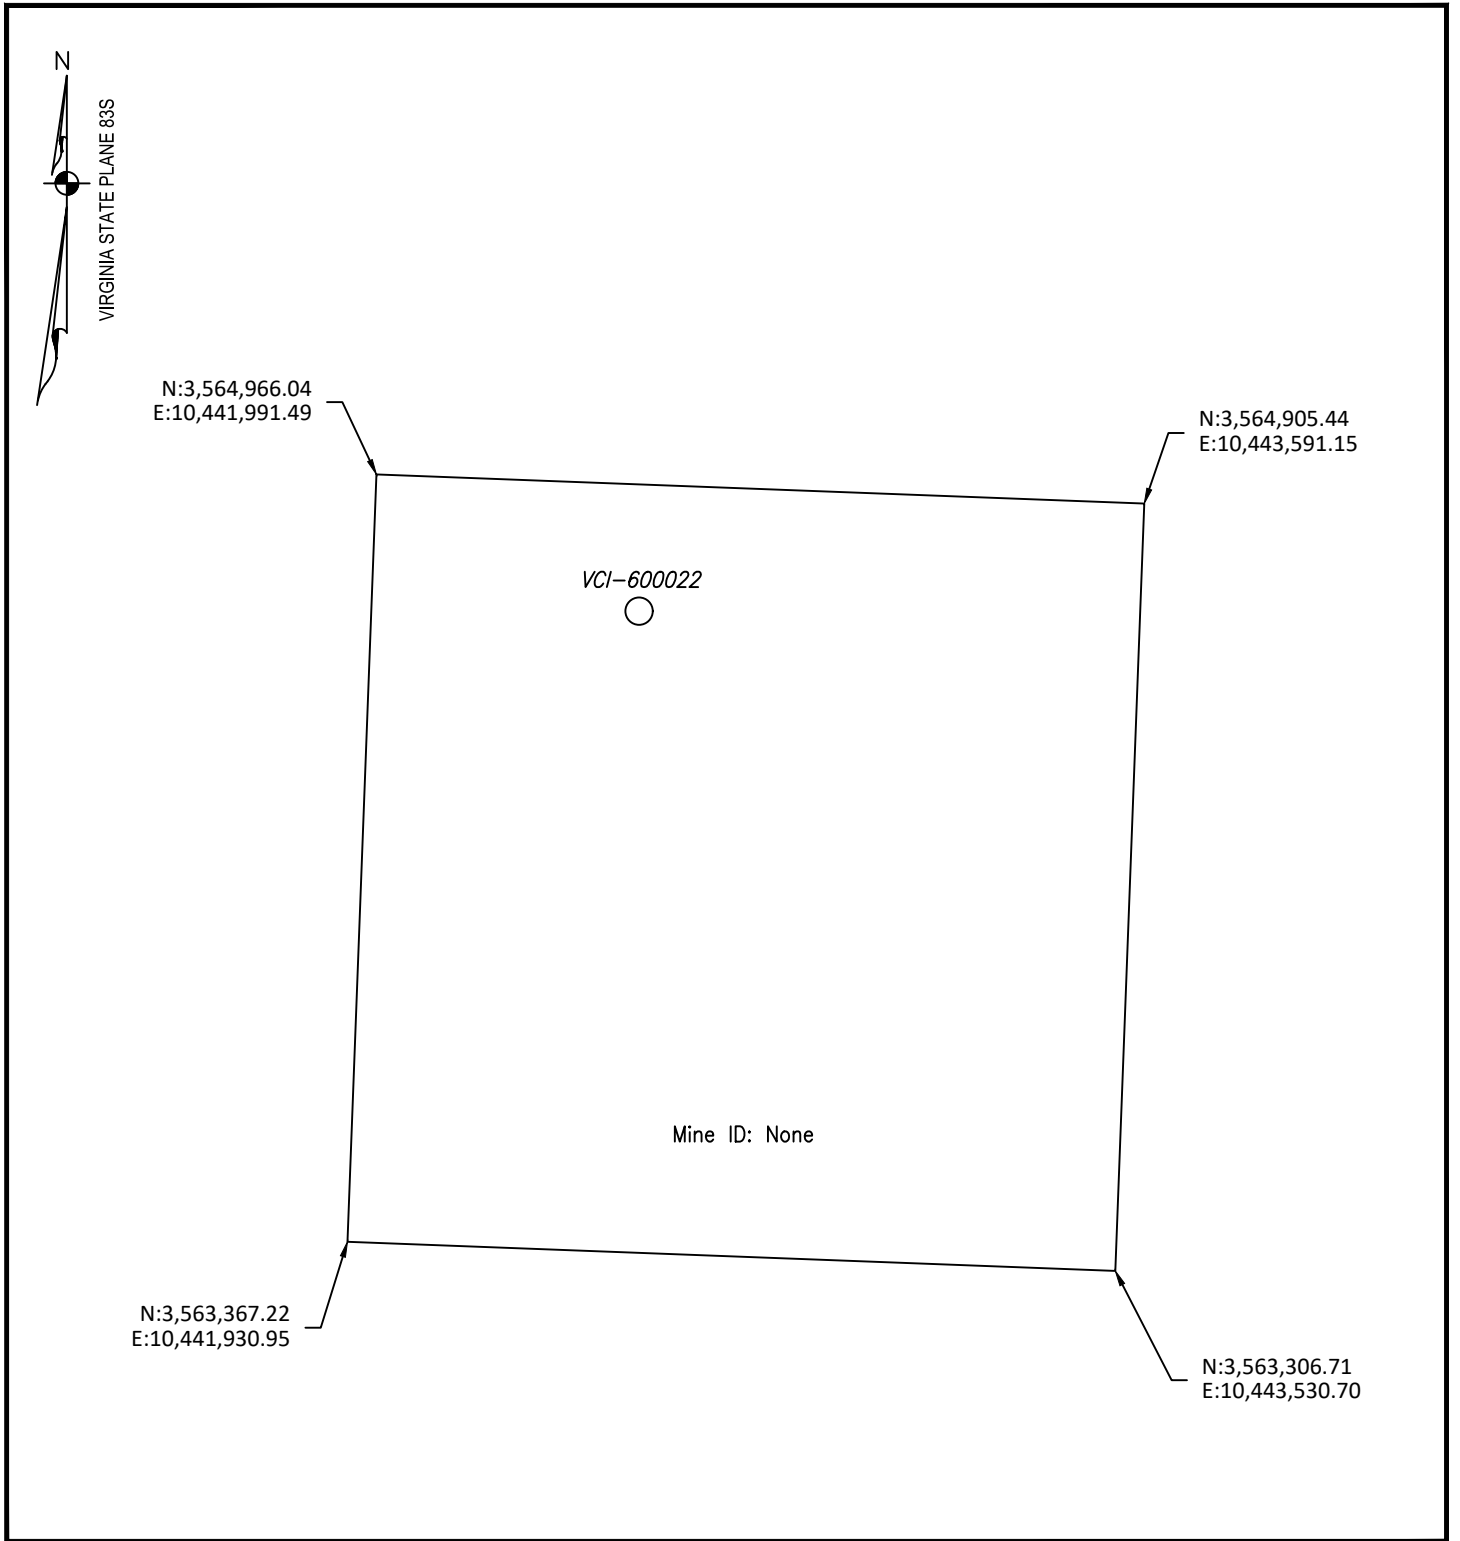 N
VIRGINIA STATE PLANE 83S
N:3,564,966.04
E:10,441,991.49
N:3,564,905.44
E:10,443,591.15
VCI-600022
Mine ID: None
N:3,563,367.22
E:10,441,930.95
N:3,563,306.71
E:10,443,530.70